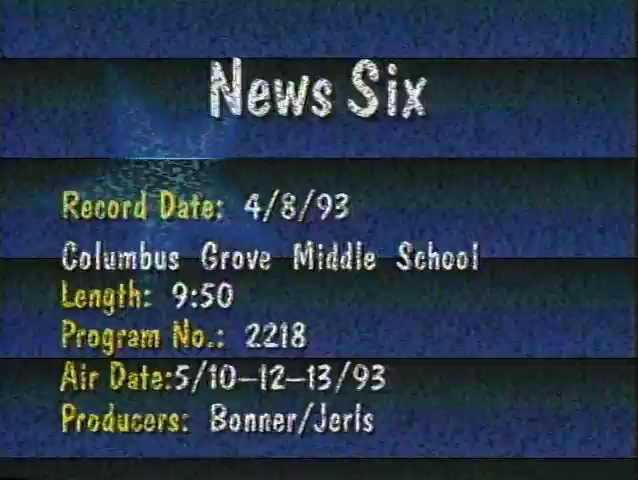 News Six
Record Date: 4/8/93
Columbus Grove Middle School
Length: 9:50
Program No.: 2218
Air Date:5/10-12-13/93
Producers: Bonner/Jerls